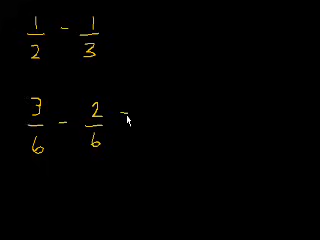 1/2 - 1/3
3/6 - 2/6 -